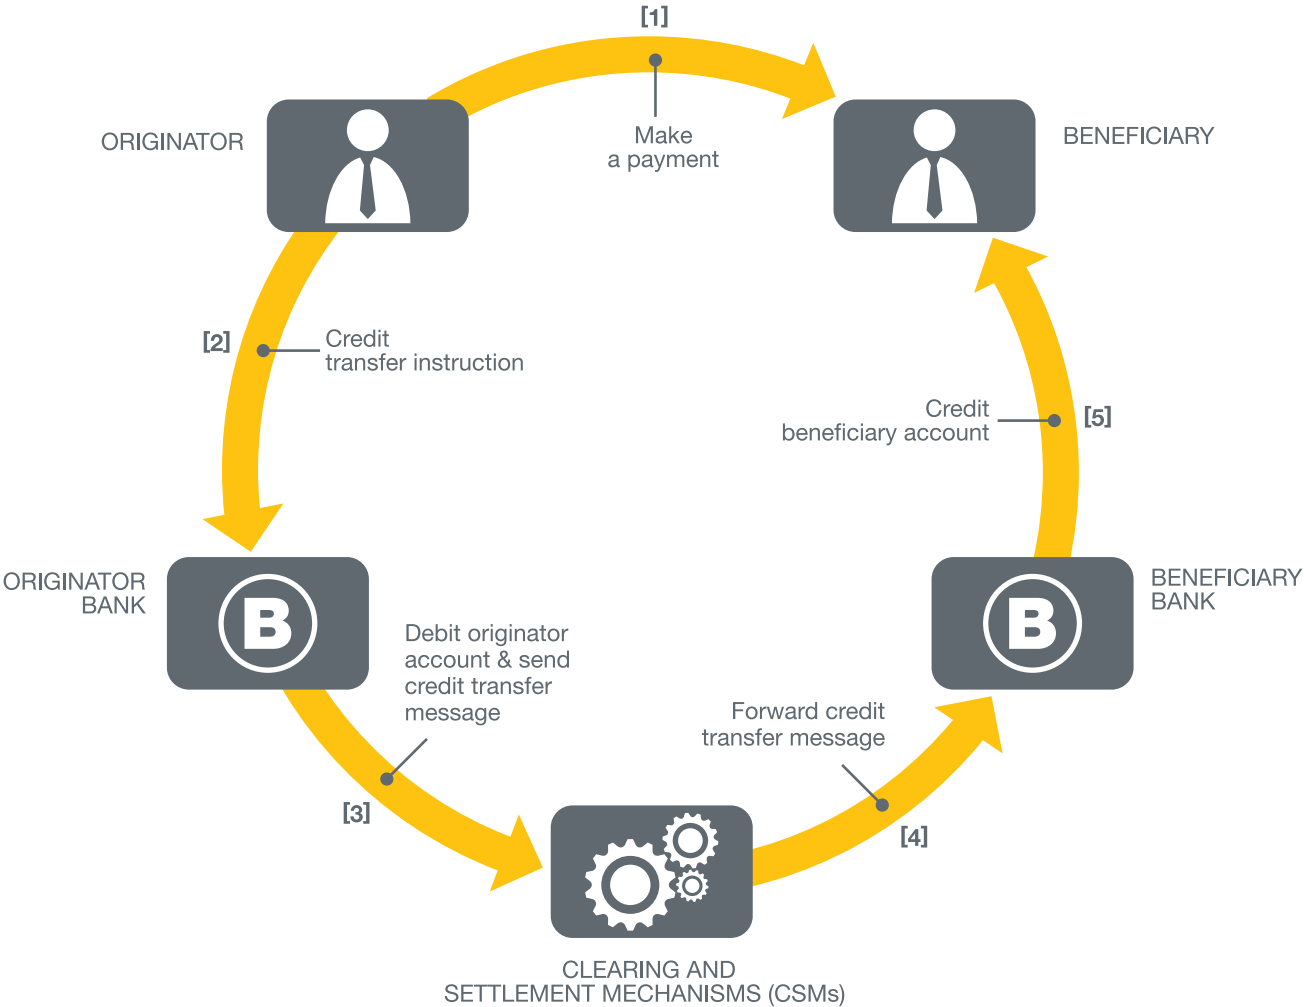 [1]
Make
a payment
ORIGINATOR
BENEFICIARY
[2]
Credit
transfer instruction
Credit
beneficiary account
[5]
ORIGINATOR
BANK
B
B
BENEFICIARY
BANK
Debit originator
account & send
credit transfer
message
[3]
Forward credit
transfer message
[4]
CLEARING AND
SETTLEMENT MECHANISMS (CSMs)